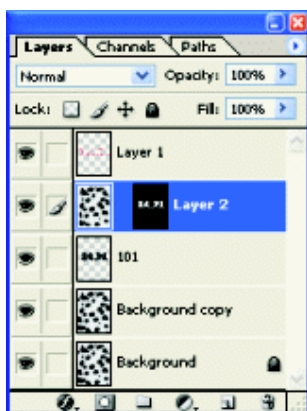 Layers Channels Paths
Normal Opacity: 100%
Lock: Fill: 100%
Layer 1
Layer 2
101
Background copy
Background